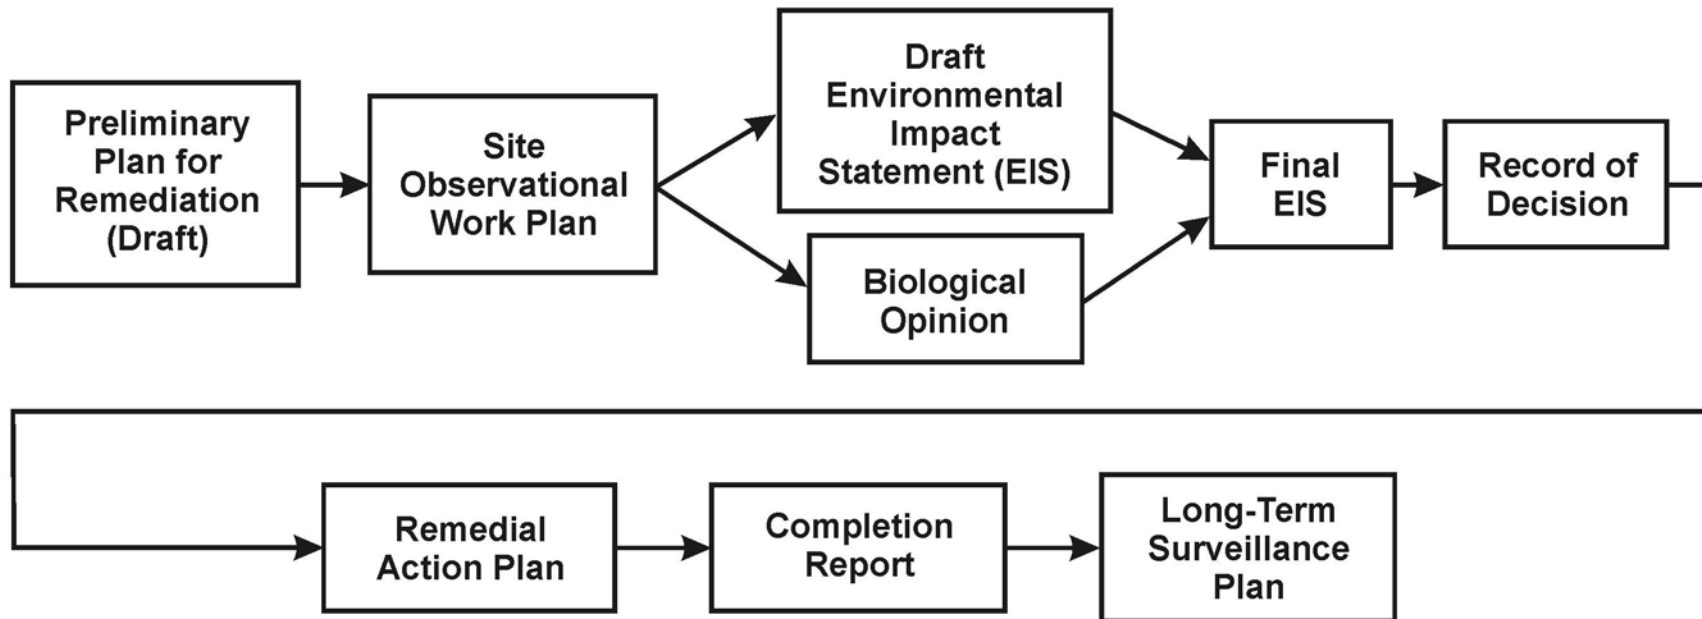 Preliminary
Plan for
Remediation
(Draft)
Site
Observational
Work Plan
Draft
Environmental
Impact
Statement (EIS)
Biological
Opinion
Final
EIS
Record of
Decision
Remedial
Action Plan
Completion
Report
Long-Term
Surveillance
Plan